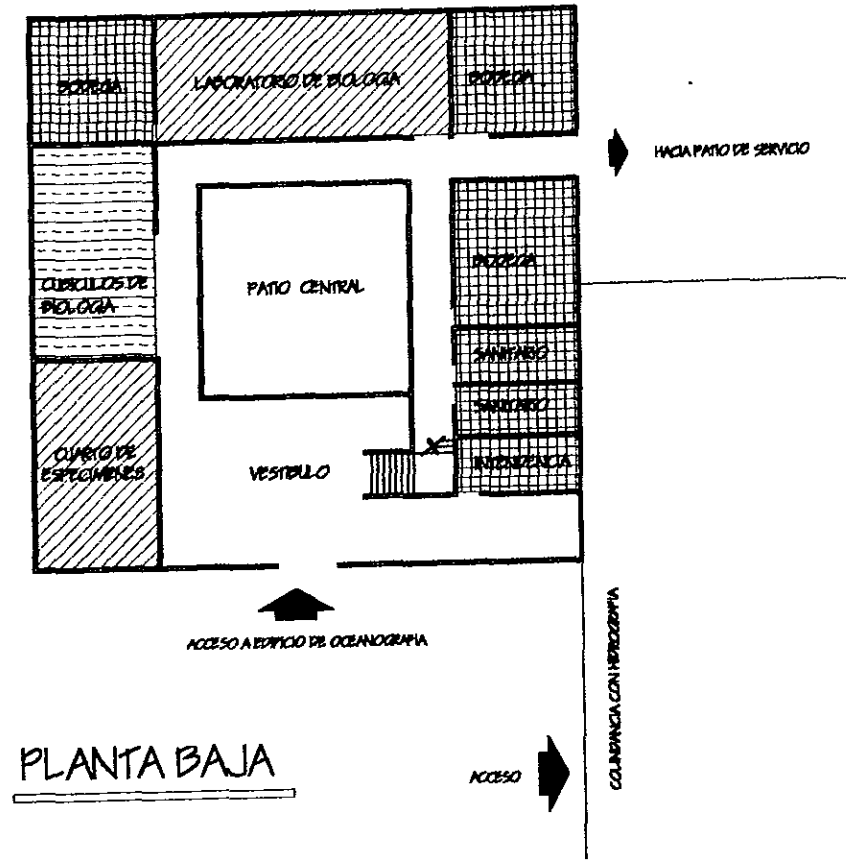 BODEGA
LABORATORIO DE BIOLOGIA
BODEGA
HACIA PATIO DE SERVICIO
BODEGA
CUBICULOS DE
BIOLOGIA
PATIO CENTRAL
SANITARIO
SANITARIO
CUARTO DE
ESPECIMENES
VESTIBULO
INTENDENCIA
ACCESO A EDIFICIO DE OCEANOGRAFIA
COLINDANCIA CON HIDROGRAFIA
PLANTA BAJA
ACCESO